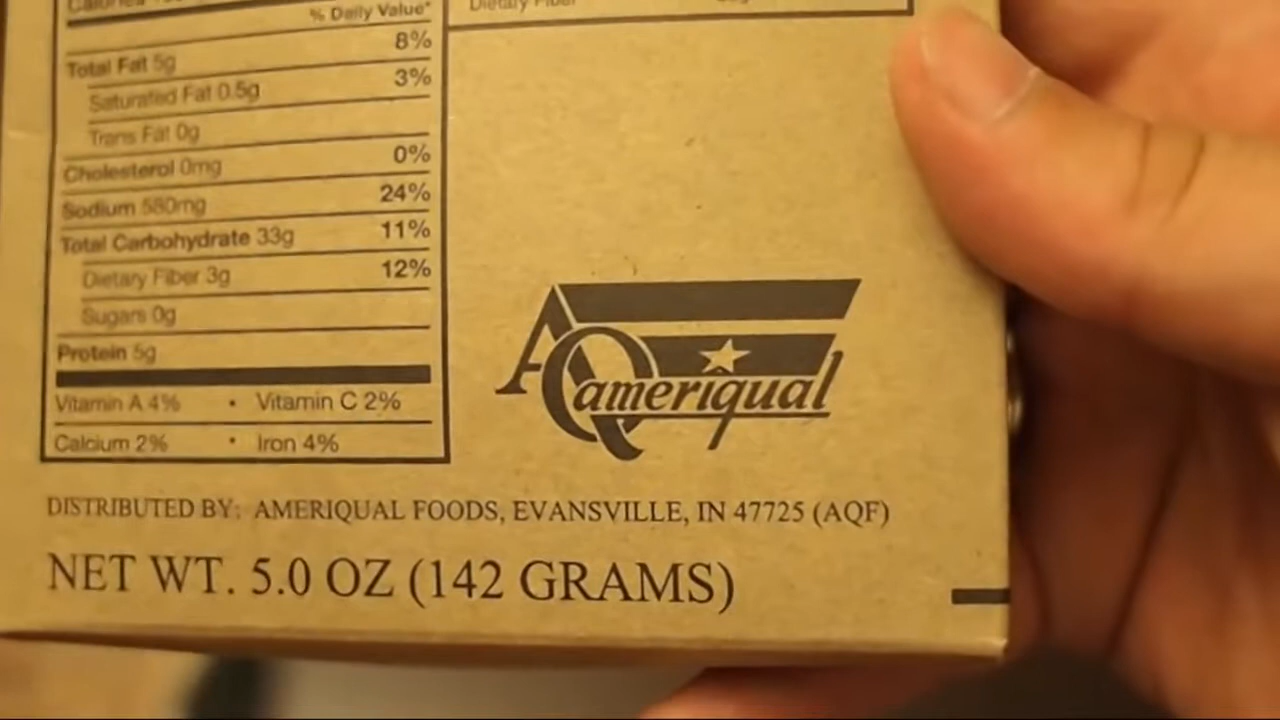 % Daily Value*
Dietary Fiber
Total Fat 5g 8%
Saturated Fat 0.5g 3%
Trans Fat 0g
Cholesterol 0mg 0%
Sodium 580mg 24%
Total Carbohydrate 33g 11%
Dietary Fiber 3g 12%
Sugars 0g
Protein 5g
Vitamin A 4% • Vitamin C 2%
Calcium 2% • Iron 4%
AQ
ameriqual
DISTRIBUTED BY: AMERIQUAL FOODS, EVANSVILLE, IN 47725 (AQF)
NET WT. 5.0 OZ (142 GRAMS)